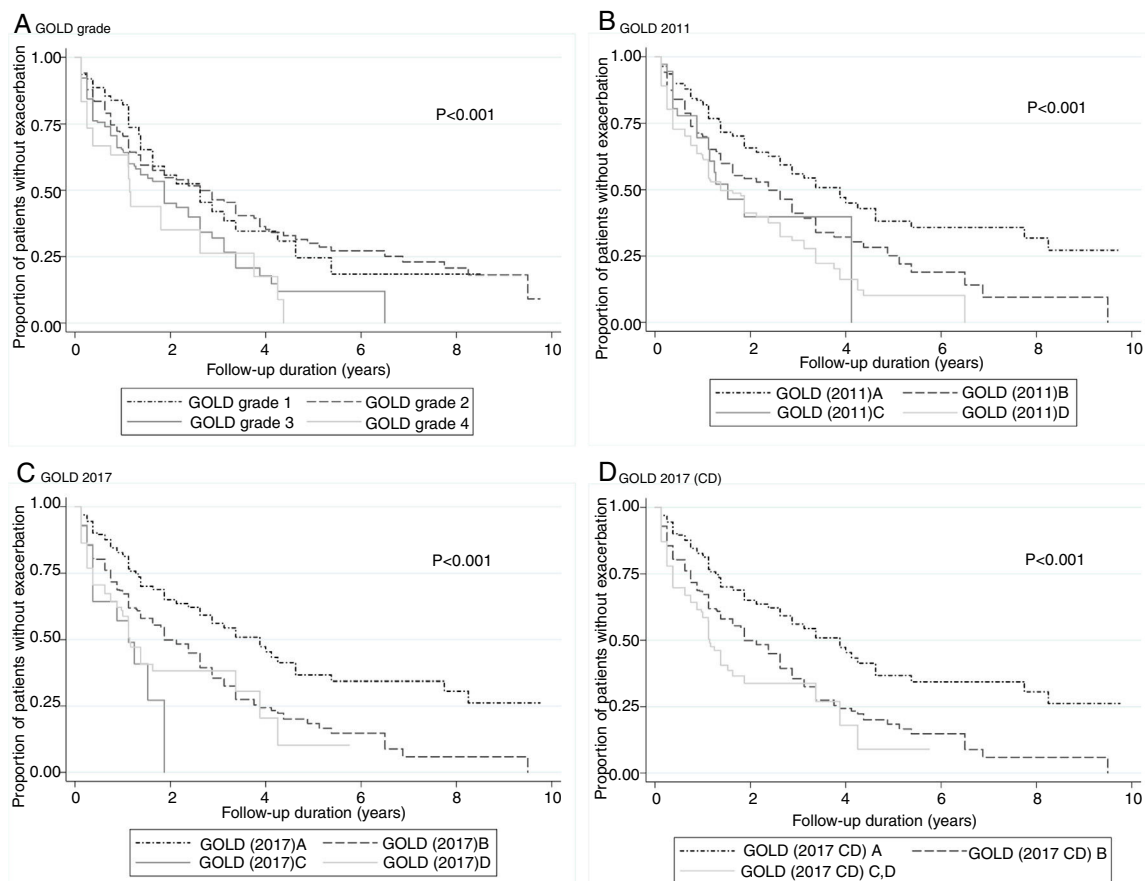 A GOLD grade
Proportion of patients without exacerbation
1.00
0.75
0.50
0.25
0.00
P<0.001
0 2 4 6 8 10
Follow-up duration (years)
GOLD grade 1 GOLD grade 2
GOLD grade 3 GOLD grade 4
B GOLD 2011
Proportion of patients without exacerbation
1.00
0.75
0.50
0.25
0.00
P<0.001
0 2 4 6 8 10
Follow-up duration (years)
GOLD (2011)A GOLD (2011)B
GOLD (2011)C GOLD (2011)D
C GOLD 2017
Proportion of patients without exacerbation
1.00
0.75
0.50
0.25
0.00
P<0.001
0 2 4 6 8 10
Follow-up duration (years)
GOLD (2017)A GOLD (2017)B
GOLD (2017)C GOLD (2017)D
D GOLD 2017 (CD)
Proportion of patients without exacerbation
1.00
0.75
0.50
0.25
0.00
P<0.001
0 2 4 6 8 10
Follow-up duration (years)
GOLD (2017 CD) A GOLD (2017 CD) B
GOLD (2017 CD) C,D